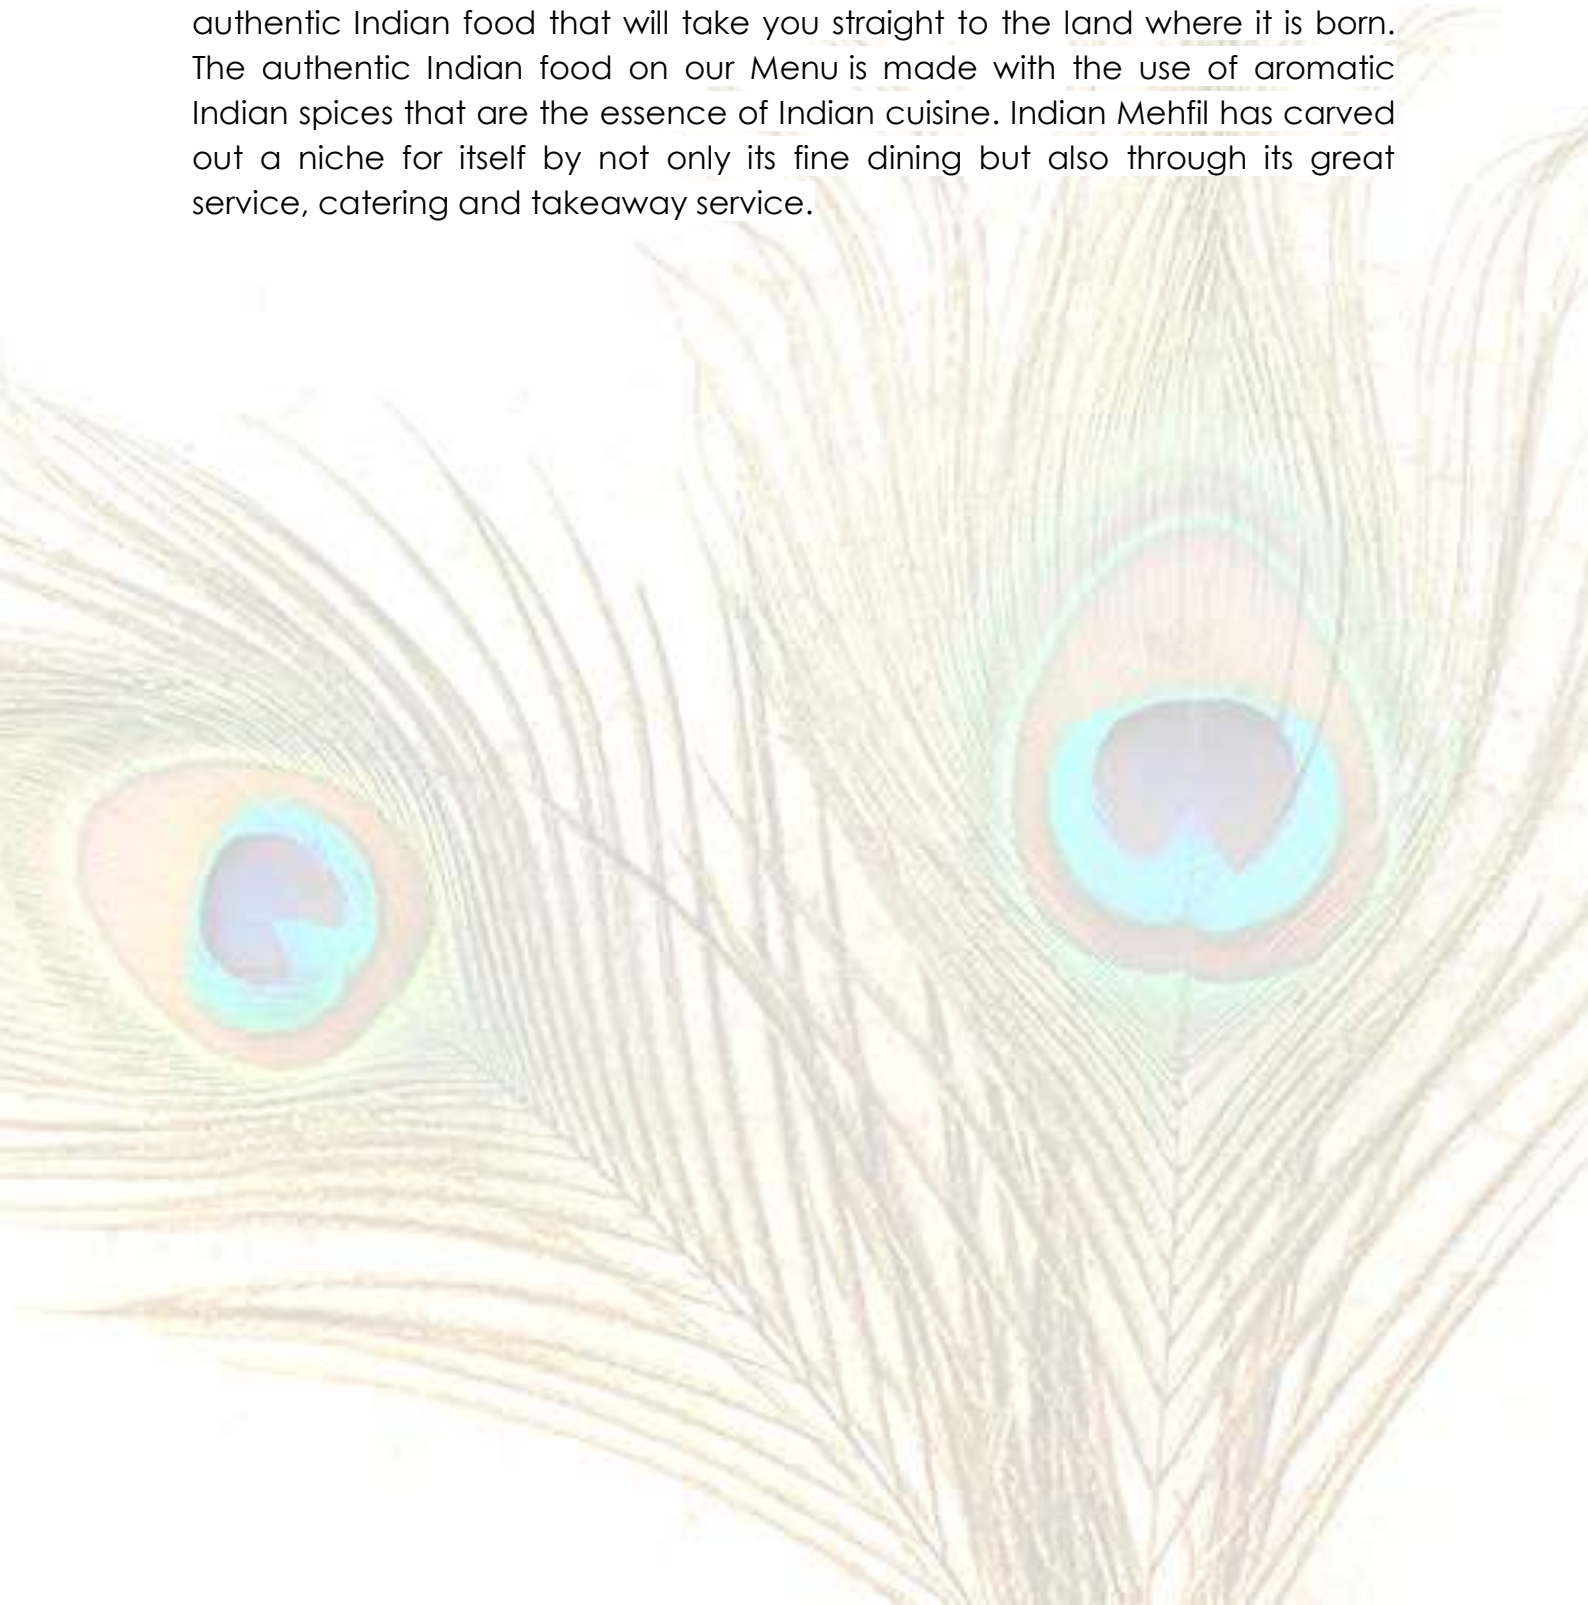 authentic Indian food that will take you straight to the land where it is born.
The authentic Indian food on our Menu is made with the use of aromatic
Indian spices that are the essence of Indian cuisine. Indian Mehfil has carved
out a niche for itself by not only its fine dining but also through its great
service, catering and takeaway service.